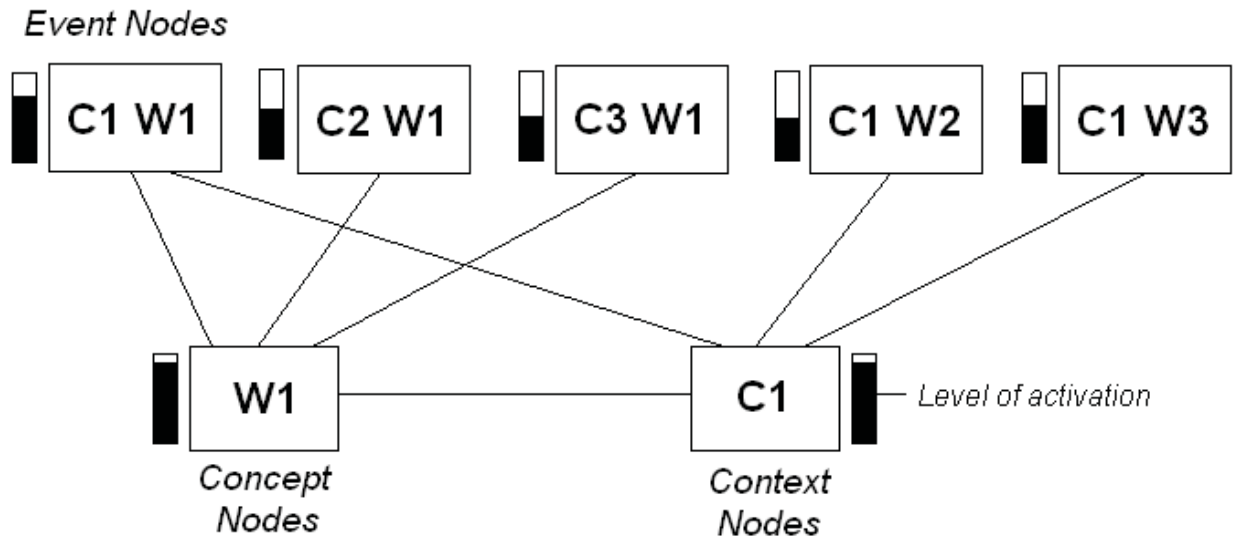 Event Nodes
C1 W1
C2 W1
C3 W1
C1 W2
C1 W3
W1
C1
Level of activation
Concept
Nodes
Context
Nodes